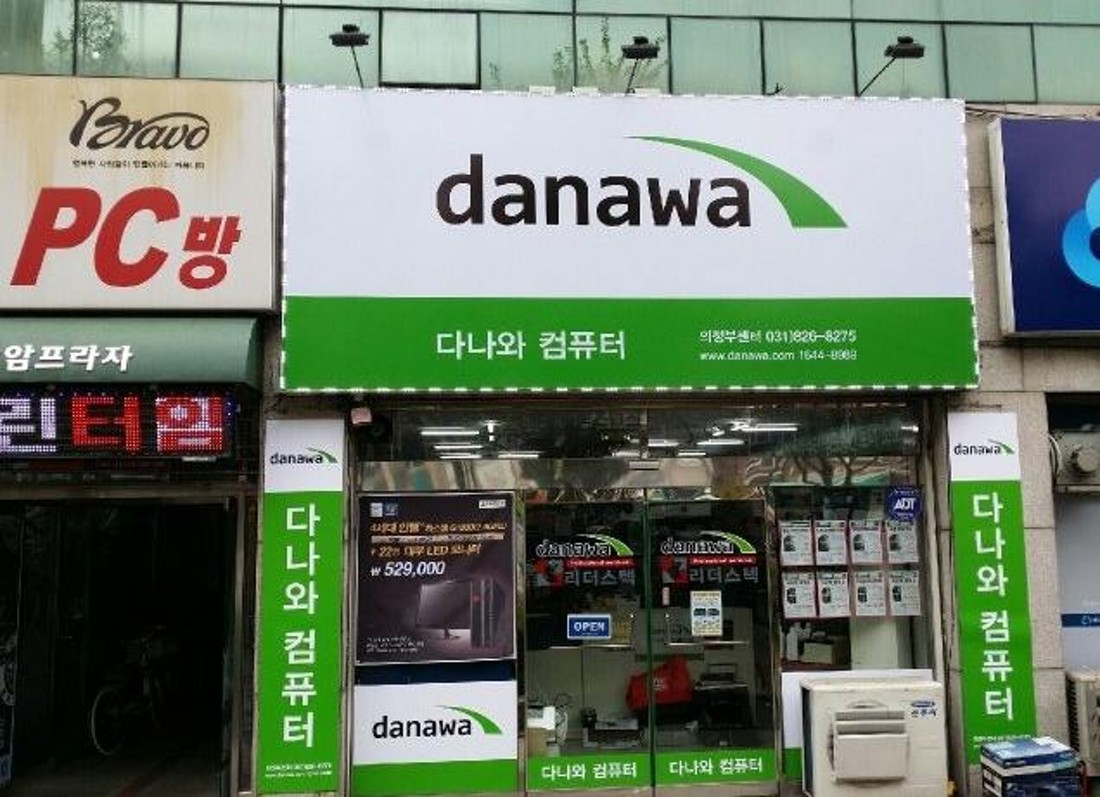 Bravo
PC방
암프라자
린터일
danawa
다나와 컴퓨터
의정부센터 031)826-8275
www.danawa.com 1644-8989
danawa
다나와 컴퓨터
₩ 529,000
danawa
danawa
리더스텍
OPEN
다나와 컴퓨터
danawa
리더스텍
다나와 컴퓨터
ADT
danawa
다나와 컴퓨터